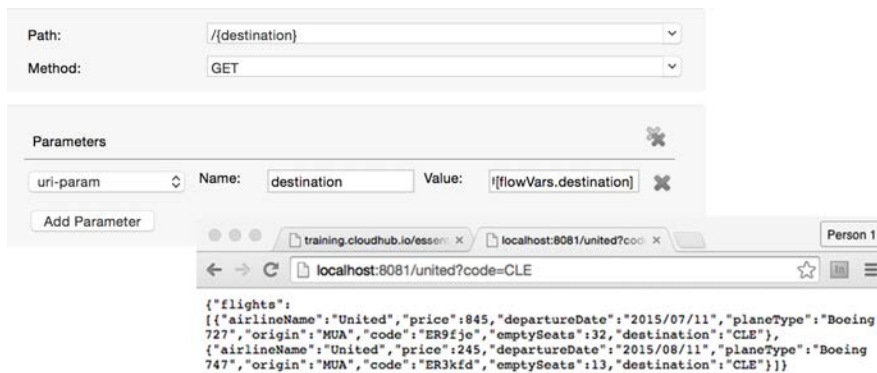 Path: /{destination}
Method: GET
Parameters
uri-param Name: destination Value: [flowVars.destination]
Add Parameter
training.cloudhub.io/essen × localhost:8081/united?cod × Person 1
localhost:8081/united?code=CLE
{"flights":
[{"airlineName":"United","price":845,"departureDate":"2015/07/11","planeType":"Boeing
727","origin":"MUA","code":"ER9fje","emptySeats":32,"destination":"CLE"},
{"airlineName":"United","price":245,"departureDate":"2015/08/11","planeType":"Boeing
747","origin":"MUA","code":"ER3kfd","emptySeats":13,"destination":"CLE"}]}